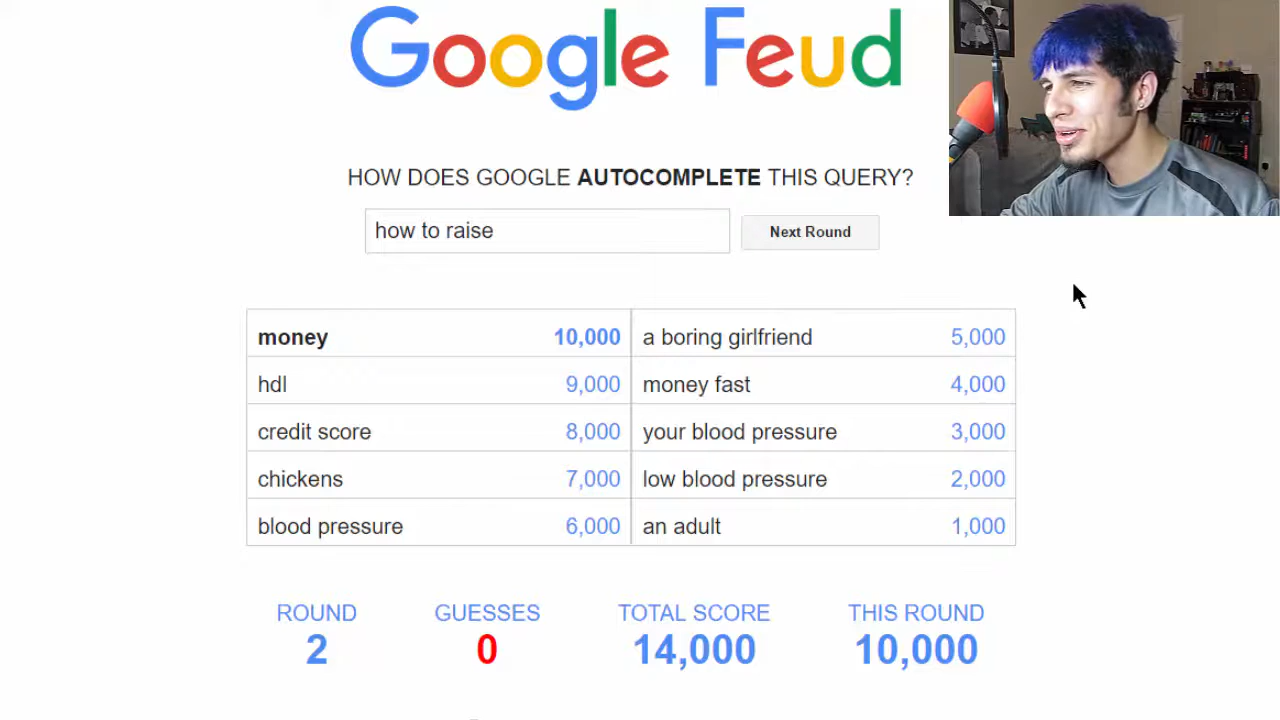 Google Feud
HOW DOES GOOGLE AUTOCOMPLETE THIS QUERY?
how to raise
Next Round
money 10,000
hdl 9,000
credit score 8,000
chickens 7,000
blood pressure 6,000
a boring girlfriend 5,000
money fast 4,000
your blood pressure 3,000
low blood pressure 2,000
an adult 1,000
ROUND
2
GUESSES
0
TOTAL SCORE
14,000
THIS ROUND
10,000